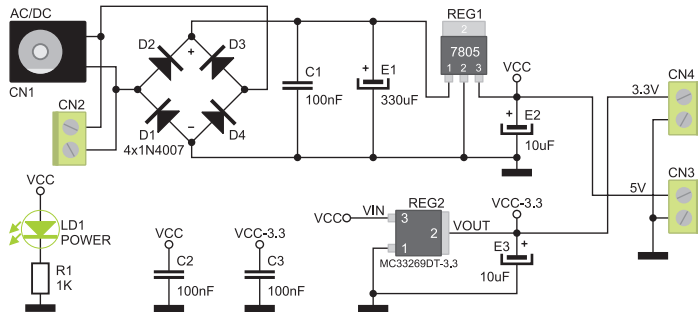 AC/DC
CN1
CN2
D2
D3
+
−
D1
D4
4x1N4007
C1
100nF
+
E1
330uF
REG1
2
7805
1 2 3
VCC
+
E2
10uF
3.3V
CN4
5V
CN3
VCC
LD1
POWER
R1
1K
VCC
C2
100nF
VCC-3.3
C3
100nF
REG2
VCC
VIN
3
2
1
VOUT
MC33269DT-3.3
VCC-3.3
E3
+
10uF